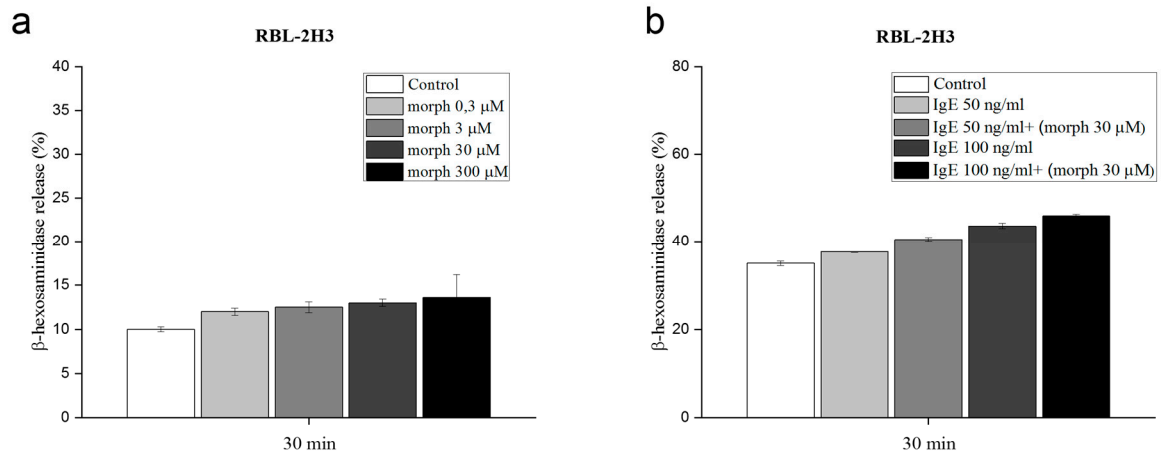 a
RBL-2H3
β-hexosaminidase release (%)
40
35
30
25
20
15
10
5
0
Control
morph 0,3 µM
morph 3 µM
morph 30 µM
morph 300 µM
30 min
b
RBL-2H3
β-hexosaminidase release (%)
80
60
40
20
0
Control
IgE 50 ng/ml
IgE 50 ng/ml+ (morph 30 µM)
IgE 100 ng/ml
IgE 100 ng/ml+ (morph 30 µM)
30 min